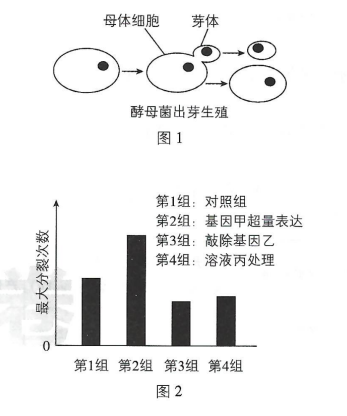 母体细胞
芽体
酵母菌出芽生殖
图1
最大分裂次数
第1组：对照组
第2组：基因甲超量表达
第3组：敲除基因乙
第4组：溶液丙处理
0
第1组 第2组 第3组 第4组
图2